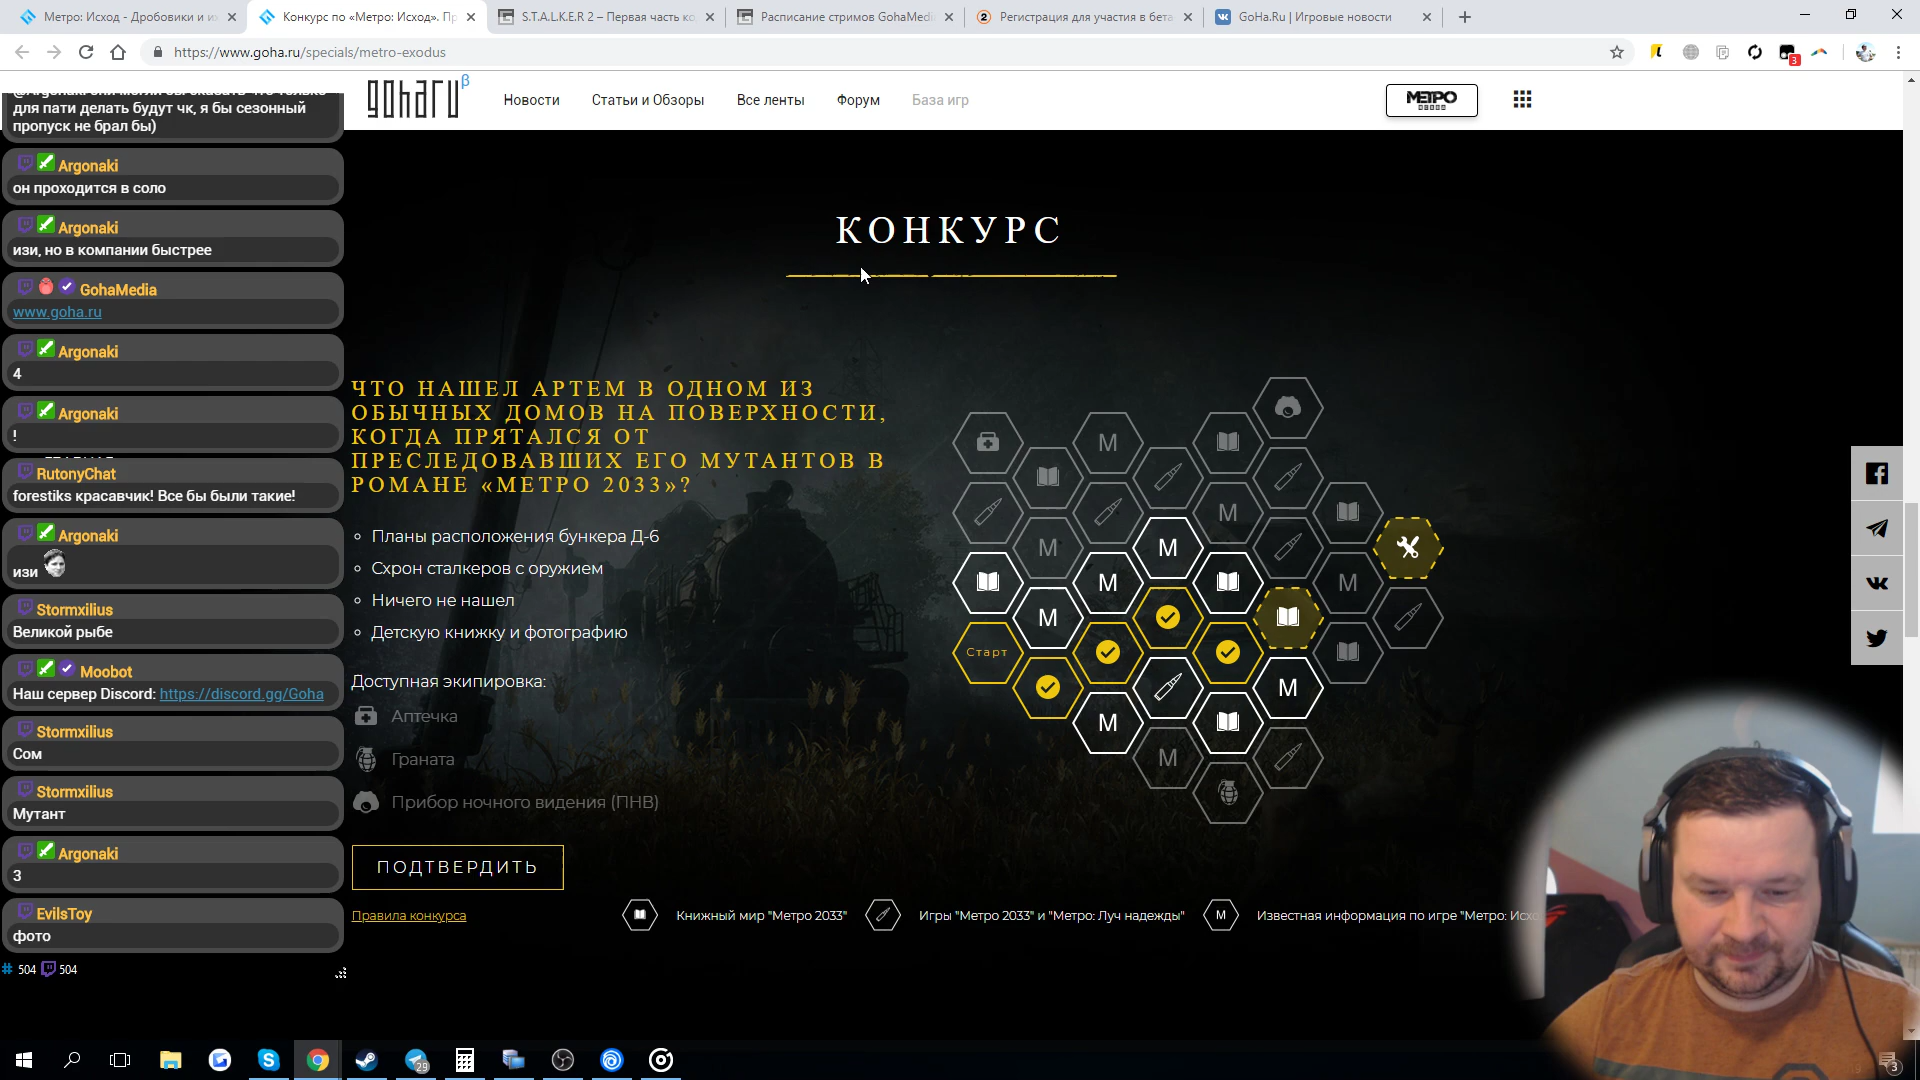 Метро: Исход - Дробовики и их
Конкурс по «Метро: Исход». Пр
S.T.A.L.K.E.R 2 – Первая часть ко
Расписание стримов GohaMedi
Регистрация для участия в бета
GoHa.Ru | Игровые новости
https://www.goha.ru/specials/metro-exodus
3
goharu β
Новости
Статьи и Обзоры
Все ленты
Форум
База игр
МЕТРО
для пати делать будут чк, я бы сезонный
пропуск не брал бы)
Argonaki
он проходится в соло
Argonaki
изи, но в компании быстрее
GohaMedia
www.goha.ru
Argonaki
4
Argonaki
!
RutonyChat
forestiks красавчик! Все бы были такие!
Argonaki
изи
Stormxilius
Великой рыбе
Moobot
Наш сервер Discord: https://discord.gg/Goha
Stormxilius
Сом
Stormxilius
Мутант
Argonaki
3
EvilsToy
фото
504 504
КОНКУРС
ЧТО НАШЕЛ АРТЕМ В ОДНОМ ИЗ
ОБЫЧНЫХ ДОМОВ НА ПОВЕРХНОСТИ,
КОГДА ПРЯТАЛСЯ ОТ
ПРЕСЛЕДОВАВШИХ ЕГО МУТАНТОВ В
РОМАНЕ «МЕТРО 2033»?
Планы расположения бункера Д-6
Схрон сталкеров с оружием
Ничего не нашел
Детскую книжку и фотографию
Доступная экипировка:
Аптечка
Граната
Прибор ночного видения (ПНВ)
ПОДТВЕРДИТЬ
Правила конкурса
M
M
M
M
M
M
M
Старт
M
M
M
Книжный мир "Метро 2033"
Игры "Метро 2033" и "Метро: Луч надежды"
M
Известная информация по игре "Метро: Исхо
29
3